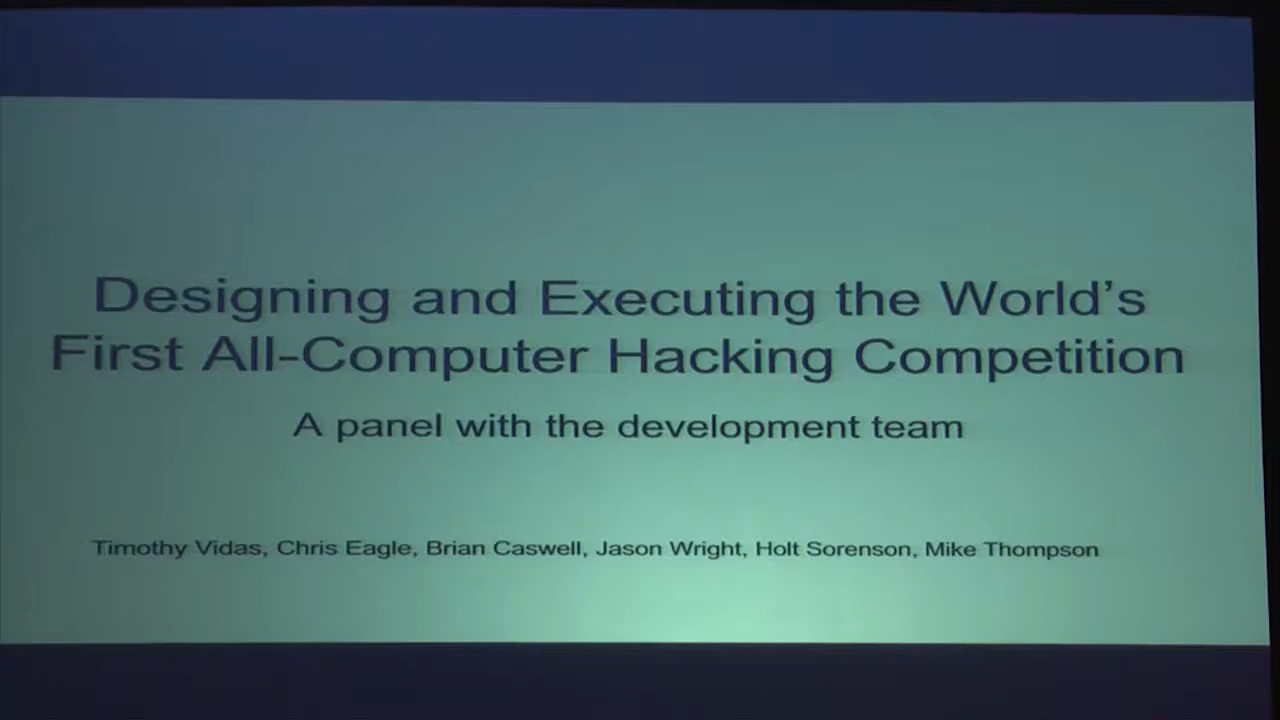 Designing and Executing the World's
First All-Computer Hacking Competition
A panel with the development team
Timothy Vidas, Chris Eagle, Brian Caswell, Jason Wright, Holt Sorenson, Mike Thompson